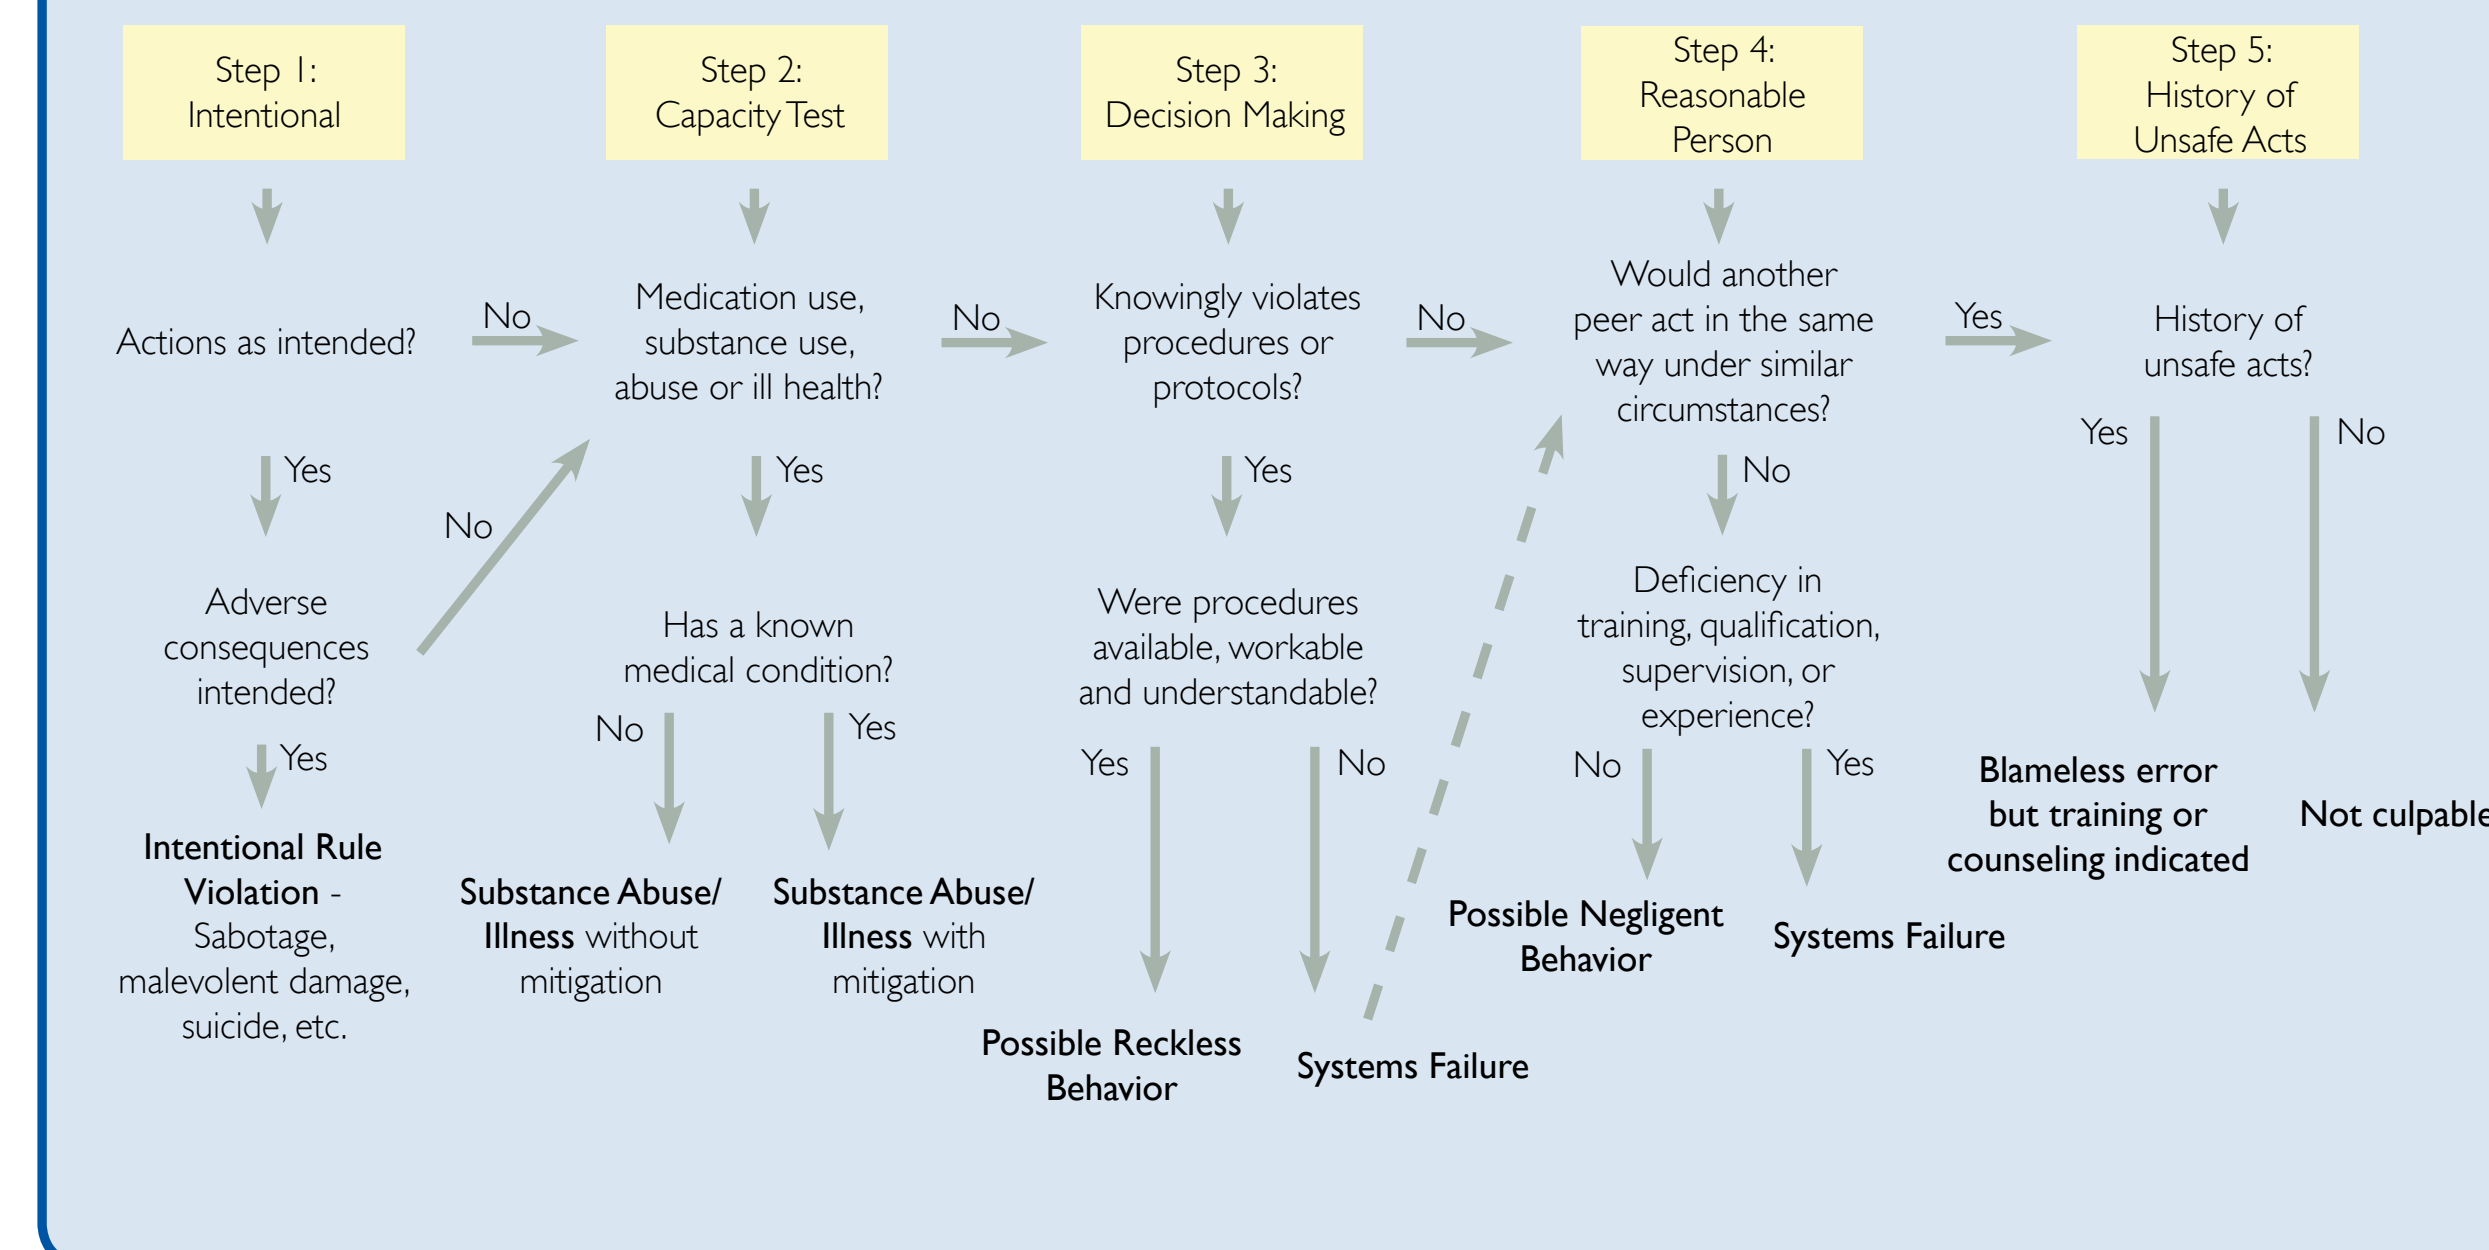 Step 1:
Intentional
Step 2:
Capacity Test
Step 3:
Decision Making
Step 4:
Reasonable
Person
Step 5:
History of
Unsafe Acts
Actions as intended?
No
Medication use,
substance use,
abuse or ill health?
No
Knowingly violates
procedures or
protocols?
No
Would another
peer act in the same
way under similar
circumstances?
Yes
History of
unsafe acts?
Yes
No
Yes
No
Yes
Yes
No
Adverse
consequences
intended?
Has a known
medical condition?
Were procedures
available, workable
and understandable?
Deficiency in
training, qualification,
supervision, or
experience?
Yes
No
Yes
Yes
No
No
Yes
Intentional Rule
Violation -
Sabotage,
malevolent damage,
suicide, etc.
Substance Abuse/
Illness without
mitigation
Substance Abuse/
Illness with
mitigation
Possible Reckless
Behavior
Systems Failure
Possible Negligent
Behavior
Systems Failure
Blameless error
but training or
counseling indicated
Not culpable